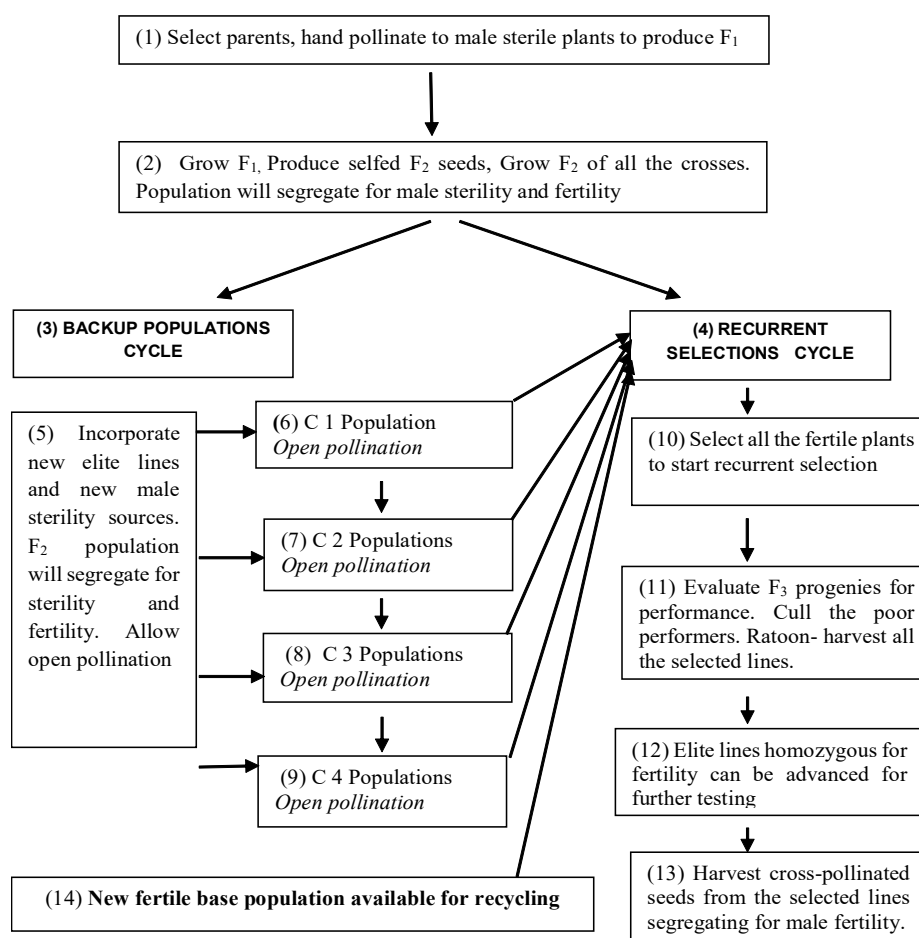 (1) Select parents, hand pollinate to male sterile plants to produce F₁
(2) Grow F₁, Produce selfed F₂ seeds, Grow F₂ of all the crosses.
Population will segregate for male sterility and fertility
(3) BACKUP POPULATIONS
CYCLE
(4) RECURRENT
SELECTIONS CYCLE
(5) Incorporate
new elite lines
and new male
sterility sources.
F₂ population
will segregate for
sterility and
fertility. Allow
open pollination
(6) C 1 Population
Open pollination
(7) C 2 Populations
Open pollination
(8) C 3 Populations
Open pollination
(9) C 4 Populations
Open pollination
(10) Select all the fertile plants
to start recurrent selection
(11) Evaluate F₃ progenies for
performance. Cull the poor
performers. Ratoon- harvest all
the selected lines.
(12) Elite lines homozygous for
fertility can be advanced for
further testing
(13) Harvest cross-pollinated
seeds from the selected lines
segregating for male fertility.
(14) New fertile base population available for recycling